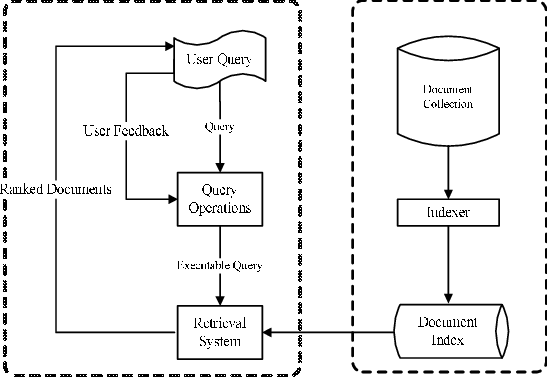 User Query
User Feedback
Query
Ranked Documents
Query
Operations
Executable Query
Retrieval
System
Document
Collection
Indexer
Document
Index